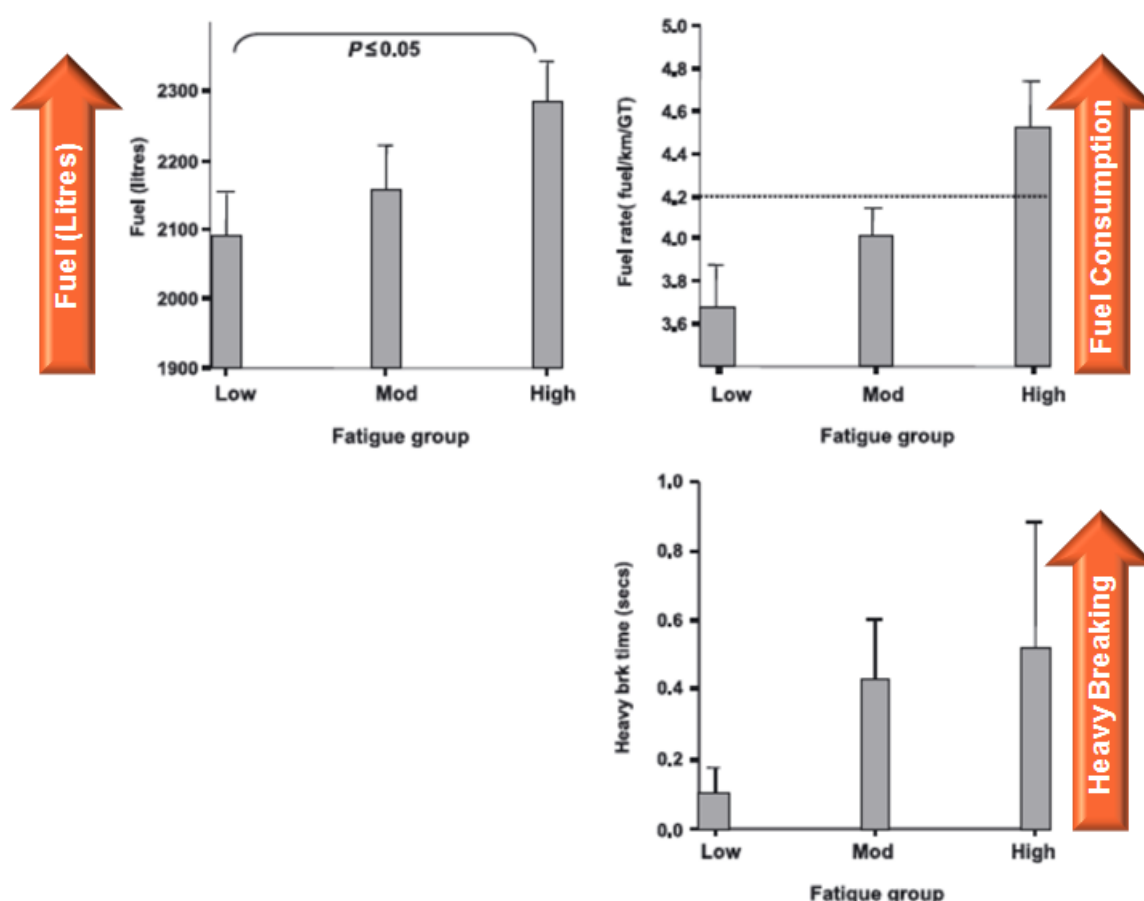 Fuel (Litres)
Fuel (litres)
2300
2200
2100
2000
1900
P≤0.05
Low
Mod
High
Fatigue group
Fuel rate( fuel/km/GT)
5.0
4.8
4.6
4.4
4.2
4.0
3.8
3.6
Low
Mod
High
Fatigue group
Fuel Consumption
Heavy brk time (secs)
1.0
0.8
0.6
0.4
0.2
0.0
Low
Mod
High
Fatigue group
Heavy Breaking